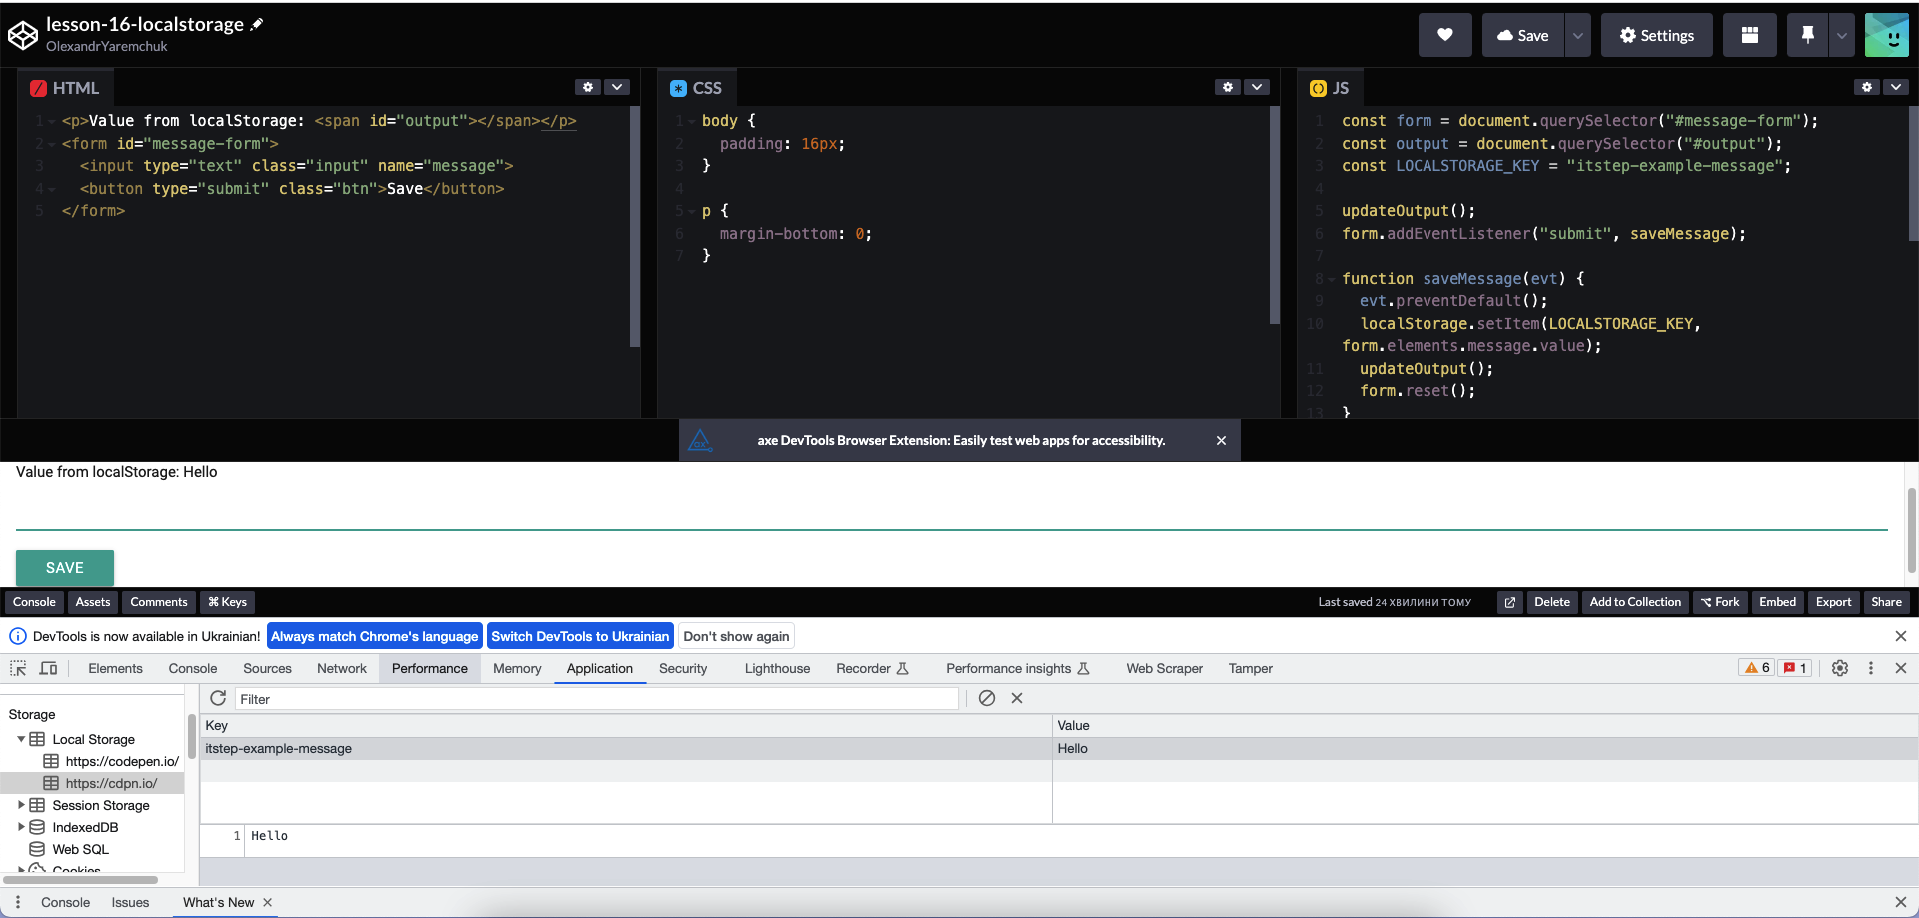 lesson-16-localstorage
OlexandrYaremchuk
Save
Settings
HTML
1 <p>Value from localStorage: <span id="output"></span></p>
2 <form id="message-form">
3 <input type="text" class="input" name="message">
4 <button type="submit" class="btn">Save</button>
5 </form>
CSS
1 body {
2 padding: 16px;
3 }
4
5 p {
6 margin-bottom: 0;
7 }
JS
1 const form = document.querySelector("#message-form");
2 const output = document.querySelector("#output");
3 const LOCALSTORAGE_KEY = "itstep-example-message";
4
5 updateOutput();
6 form.addEventListener("submit", saveMessage);
7
8 function saveMessage(evt) {
9 evt.preventDefault();
10 localStorage.setItem(LOCALSTORAGE_KEY,
form.elements.message.value);
11 updateOutput();
12 form.reset();
13 }
axe DevTools Browser Extension: Easily test web apps for accessibility.
Value from localStorage: Hello
SAVE
Console Assets Comments ⌘ Keys Last saved 24 ХВИЛИНИ ТОМУ Delete Add to Collection Fork Embed Export Share
DevTools is now available in Ukrainian! Always match Chrome's language Switch DevTools to Ukrainian Don't show again
Elements Console Sources Network Performance Memory Application Security Lighthouse Recorder Performance insights Web Scraper Tamper 6 1
Storage
Local Storage
https://codepen.io/
https://cdpn.io/
Session Storage
IndexedDB
Web SQL
Cookies
Filter
Key Value
itstep-example-message Hello
1 Hello
Console Issues What's New